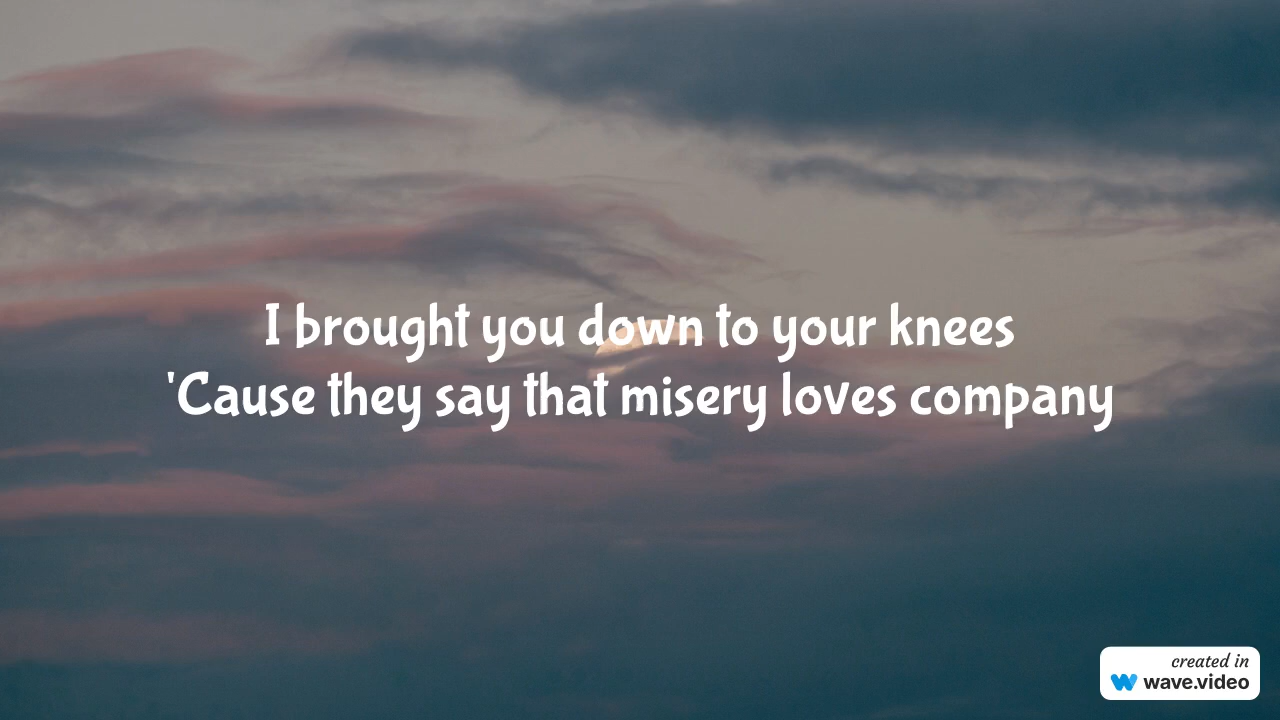 I brought you down to your knees
'Cause they say that misery loves company
created in
wave.video